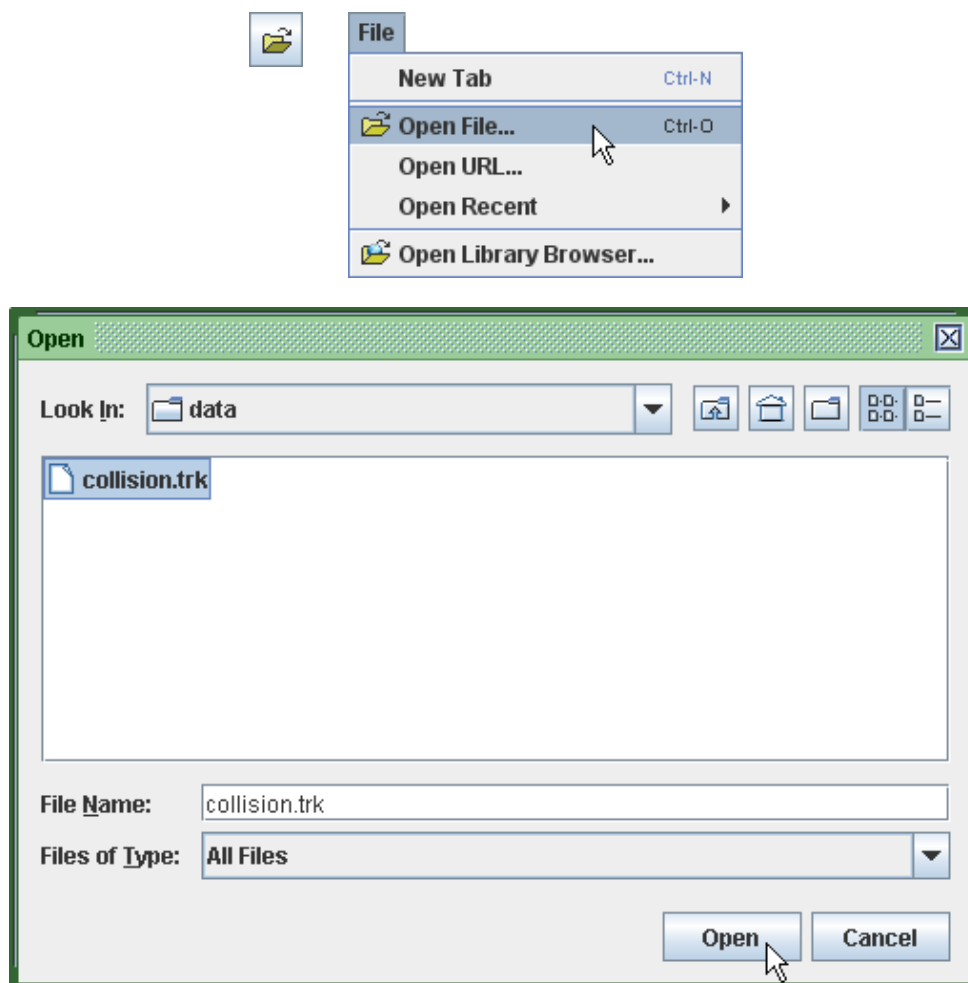 File
New Tab Ctrl-N
Open File... Ctrl-O
Open URL...
Open Recent
Open Library Browser...
Open
Look In: data
collision.trk
File Name: collision.trk
Files of Type: All Files
Open Cancel